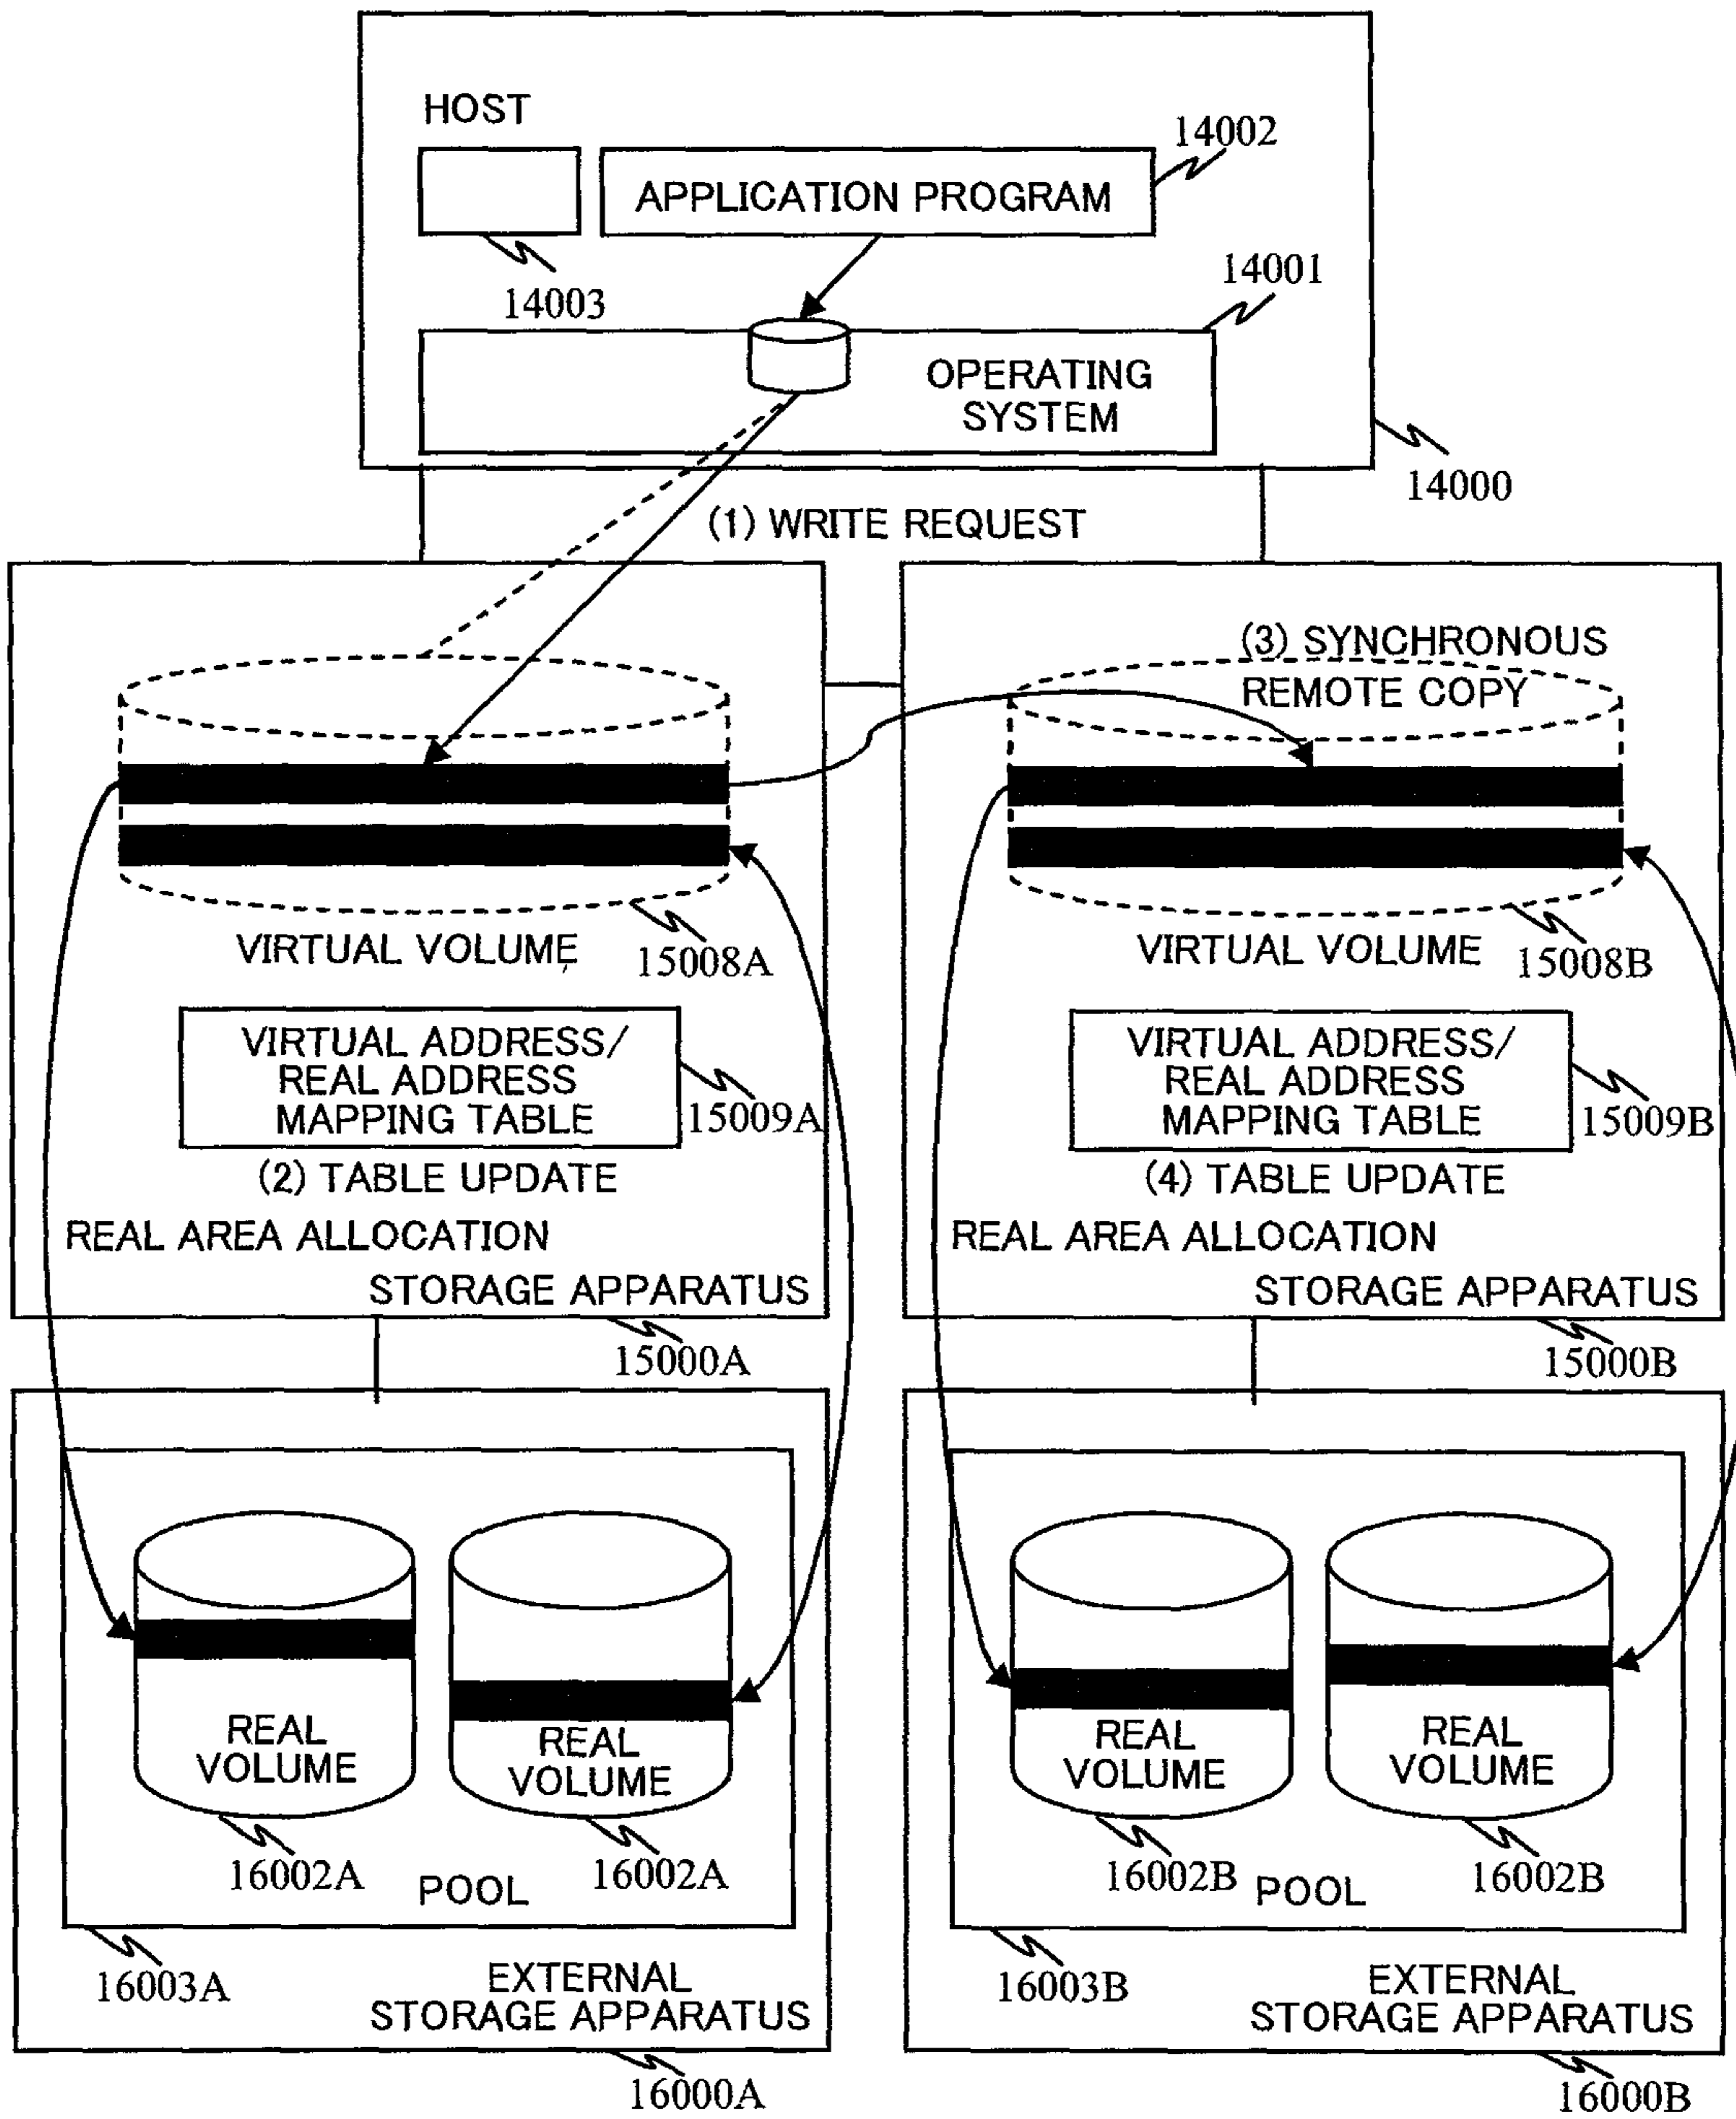 HOST
14002
APPLICATION PROGRAM
14003
14001
OPERATING
SYSTEM
14000
(1) WRITE REQUEST
(3) SYNCHRONOUS
REMOTE COPY
VIRTUAL VOLUME
15008A
VIRTUAL VOLUME
15008B
VIRTUAL ADDRESS/
REAL ADDRESS
MAPPING TABLE
15009A
VIRTUAL ADDRESS/
REAL ADDRESS
MAPPING TABLE
15009B
(2) TABLE UPDATE
(4) TABLE UPDATE
REAL AREA ALLOCATION
REAL AREA ALLOCATION
STORAGE APPARATUS
STORAGE APPARATUS
15000A
15000B
REAL
VOLUME
REAL
VOLUME
REAL
VOLUME
REAL
VOLUME
16002A
16002A
16002B
16002B
POOL
POOL
16003A
16003B
EXTERNAL
STORAGE APPARATUS
EXTERNAL
STORAGE APPARATUS
16000A
16000B